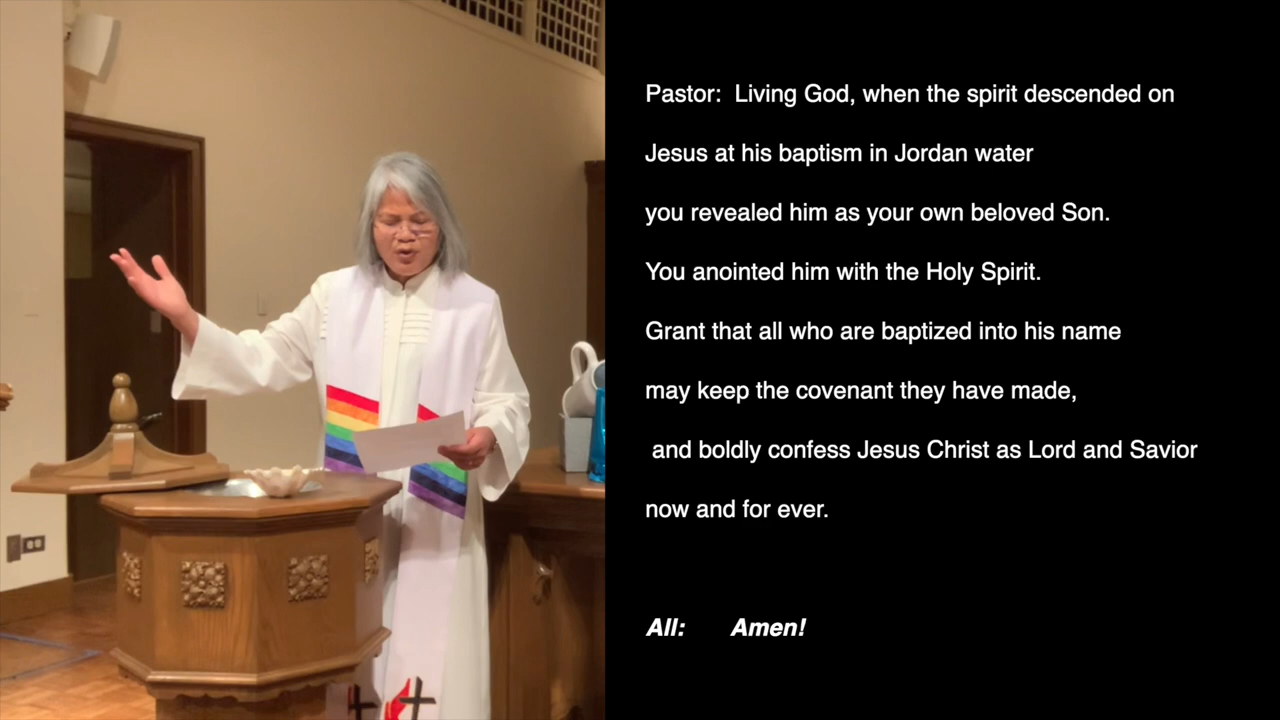 Pastor:  Living God, when the spirit descended on
Jesus at his baptism in Jordan water
you revealed him as your own beloved Son.
You anointed him with the Holy Spirit.
Grant that all who are baptized into his name
may keep the covenant they have made,
and boldly confess Jesus Christ as Lord and Savior
now and for ever.
All:       Amen!